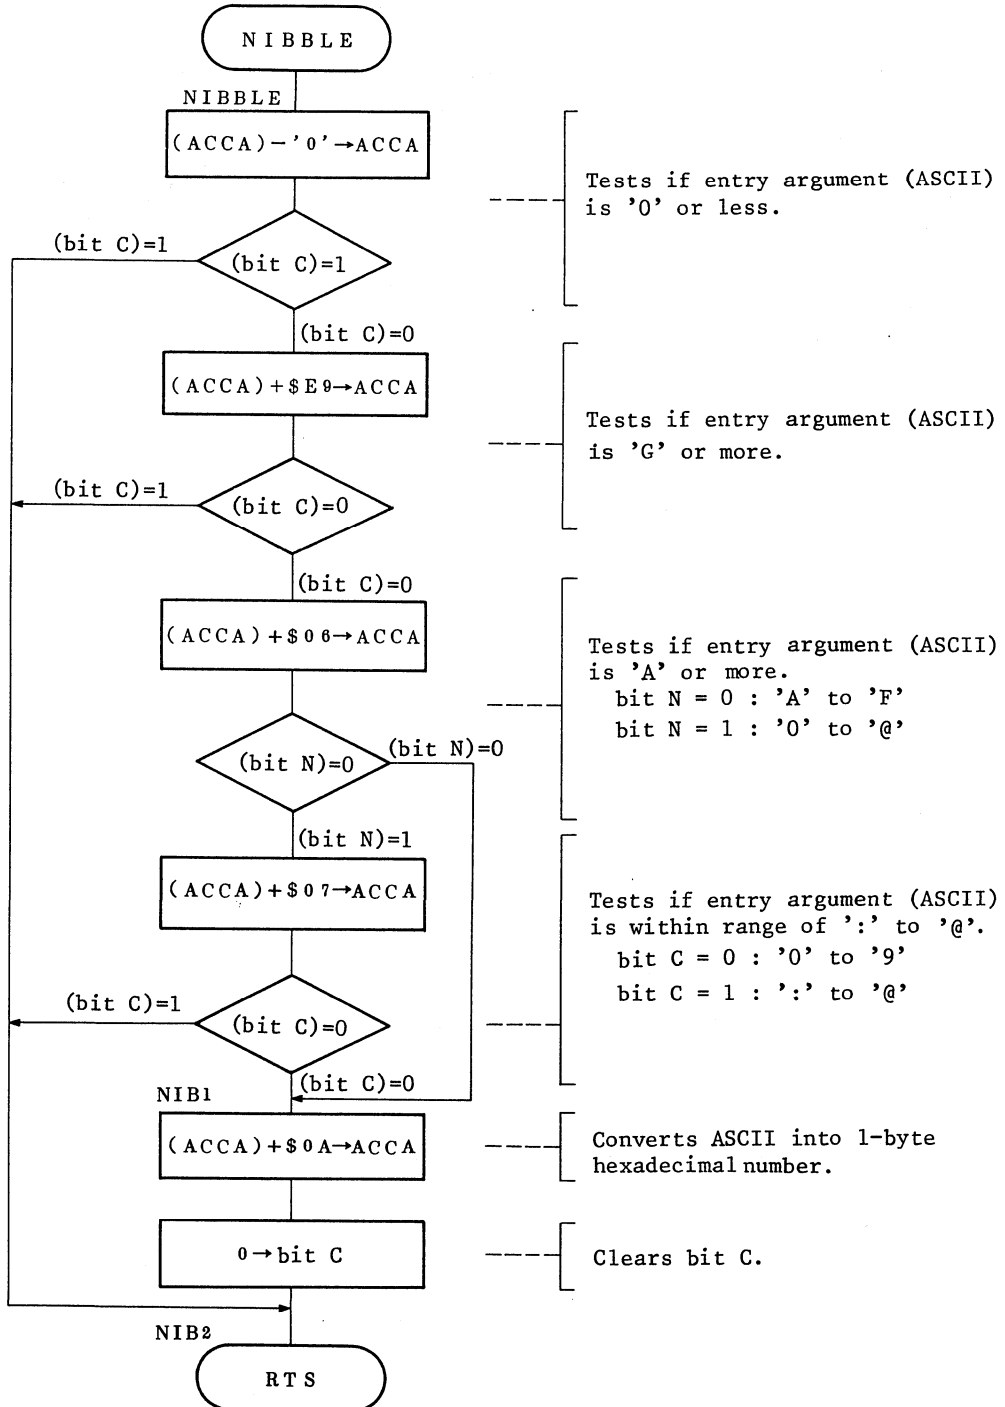 NIBBLE
NIBBLE
(ACCA)-'0'→ACCA
Tests if entry argument (ASCII)
is '0' or less.
(bit C)=1
(bit C)=1
(bit C)=0
(ACCA)+$E9→ACCA
Tests if entry argument (ASCII)
is 'G' or more.
(bit C)=1
(bit C)=0
(bit C)=0
(ACCA)+$06→ACCA
Tests if entry argument (ASCII)
is 'A' or more.
bit N = 0 : 'A' to 'F'
bit N = 1 : '0' to '@'
(bit N)=0
(bit N)=0
(bit N)=1
(ACCA)+$07→ACCA
Tests if entry argument (ASCII)
is within range of ':' to '@'.
bit C = 0 : '0' to '9'
bit C = 1 : ':' to '@'
(bit C)=1
(bit C)=0
(bit C)=0
NIB1
(ACCA)+$0A→ACCA
Converts ASCII into 1-byte
hexadecimal number.
0→bit C
Clears bit C.
NIB2
RTS